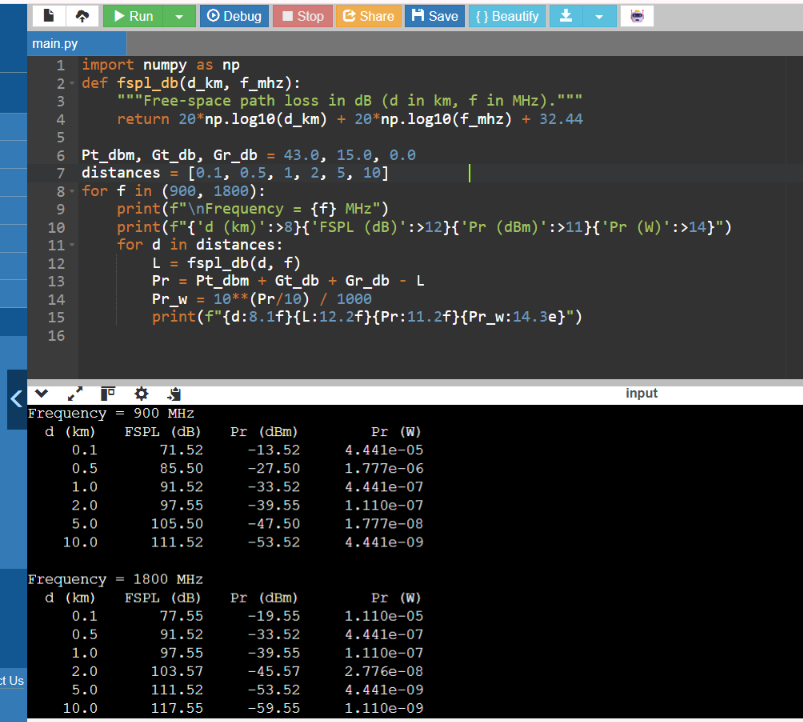 Run Debug Stop Share Save { } Beautify
main.py
1 import numpy as np
2 def fspl_db(d_km, f_mhz):
3     """Free-space path loss in dB (d in km, f in MHz)."""
4     return 20*np.log10(d_km) + 20*np.log10(f_mhz) + 32.44
5
6 Pt_dbm, Gt_db, Gr_db = 43.0, 15.0, 0.0
7 distances = [0.1, 0.5, 1, 2, 5, 10]
8 for f in (900, 1800):
9     print(f"\nFrequency = {f} MHz")
10     print(f"{'d (km)':>8}{'FSPL (dB)':>12}{'Pr (dBm)':>11}{'Pr (W)':>14}")
11     for d in distances:
12         L = fspl_db(d, f)
13         Pr = Pt_dbm + Gt_db + Gr_db - L
14         Pr_w = 10**(Pr/10) / 1000
15         print(f"{d:8.1f}{L:12.2f}{Pr:11.2f}{Pr_w:14.3e}")
16
input
Frequency = 900 MHz
d (km) FSPL (dB) Pr (dBm) Pr (W)
0.1 71.52 -13.52 4.441e-05
0.5 85.50 -27.50 1.777e-06
1.0 91.52 -33.52 4.441e-07
2.0 97.55 -39.55 1.110e-07
5.0 105.50 -47.50 1.777e-08
10.0 111.52 -53.52 4.441e-09
Frequency = 1800 MHz
d (km) FSPL (dB) Pr (dBm) Pr (W)
0.1 77.55 -19.55 1.110e-05
0.5 91.52 -33.52 4.441e-07
1.0 97.55 -39.55 1.110e-07
2.0 103.57 -45.57 2.776e-08
5.0 111.52 -53.52 4.441e-09
10.0 117.55 -59.55 1.110e-09
ct Us